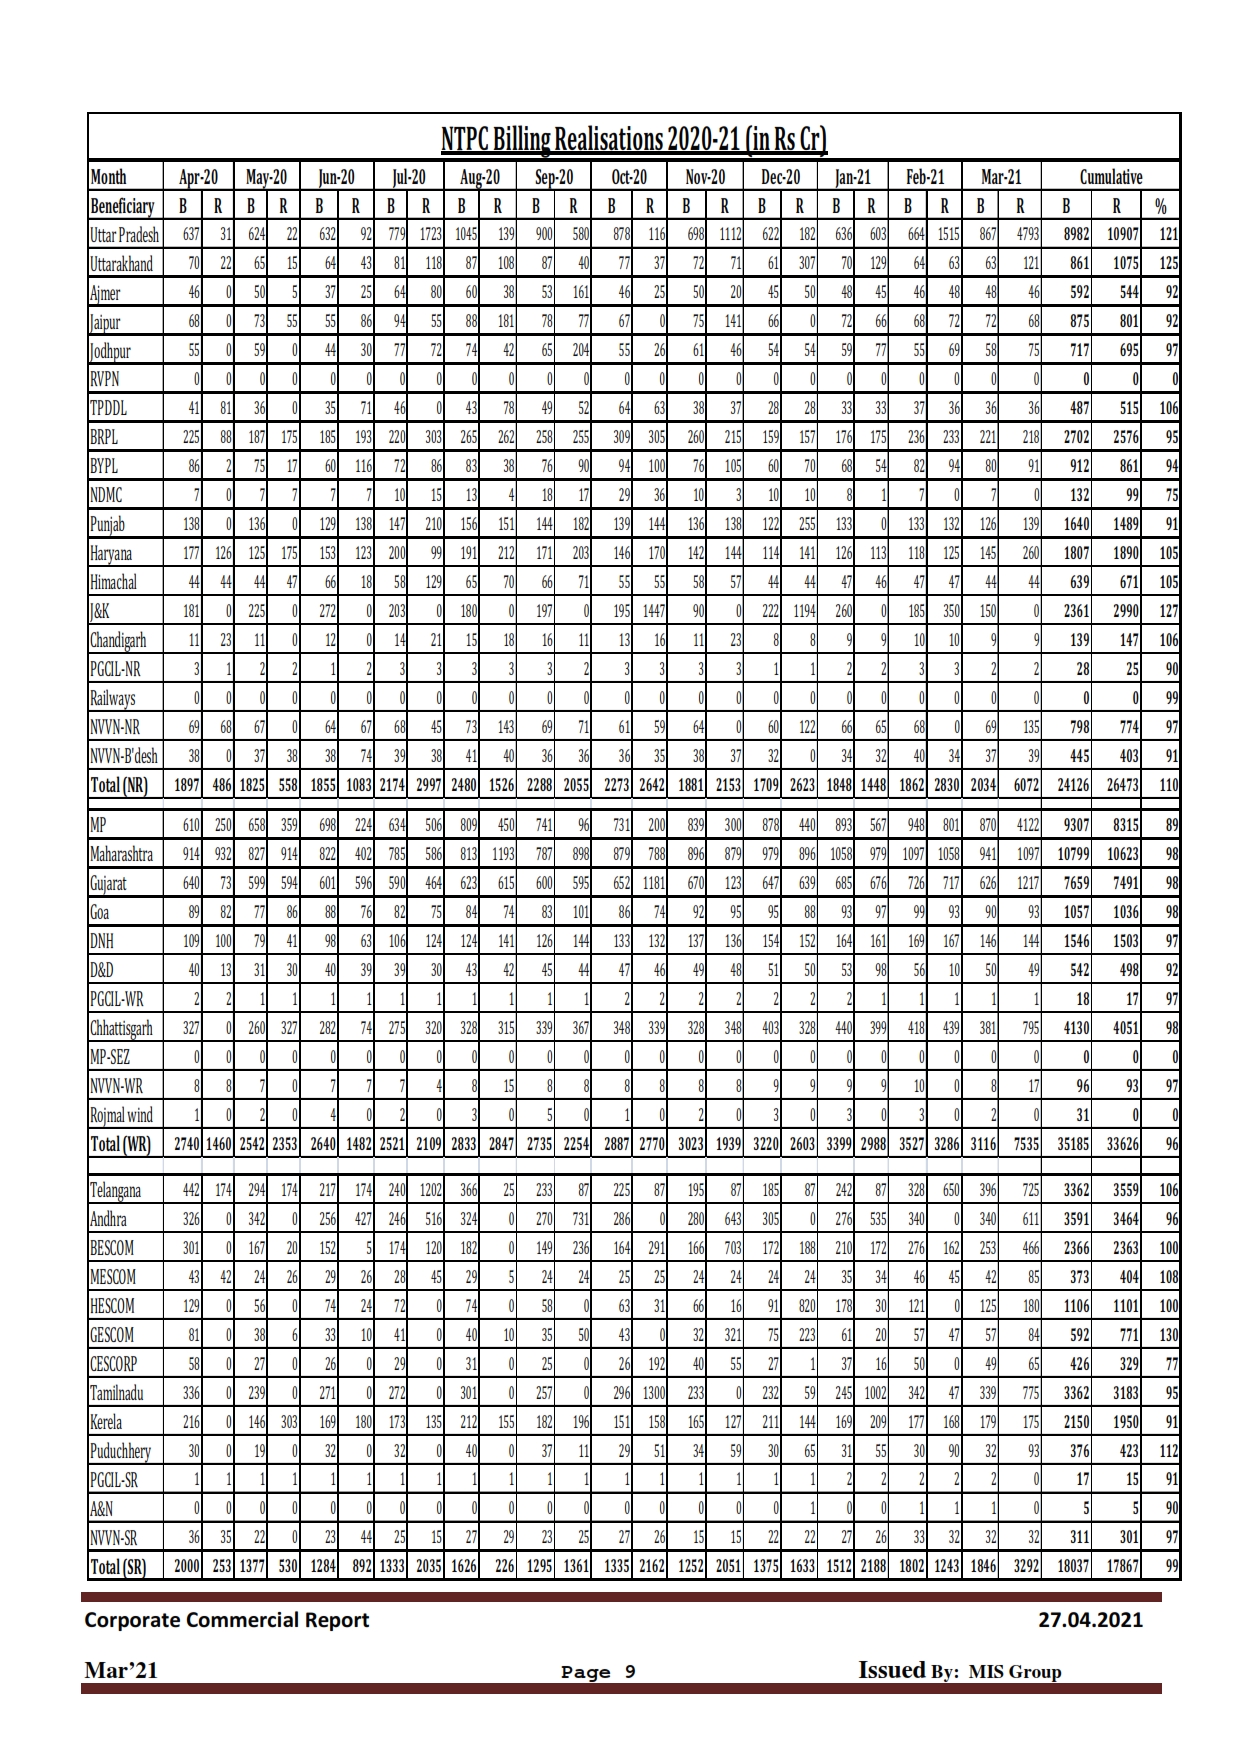 NTPC Billing Realisations 2020-21 (in Rs Cr)
Month Apr-20 May-20 Jun-20 Jul-20 Aug-20 Sep-20 Oct-20 Nov-20 Dec-20 Jan-21 Feb-21 Mar-21 Cumulative
Beneficiary B R B R B R B R B R B R B R B R B R B R B R B R B R %
Uttar Pradesh 637 31 624 22 632 92 779 1723 1045 139 900 580 878 116 698 1112 622 182 636 603 664 1515 867 4793 8982 10907 121
Uttarakhand 70 22 65 15 64 43 81 118 87 108 87 40 77 37 72 71 61 307 70 129 64 63 63 121 861 1075 125
Ajmer 46 0 50 5 37 25 64 80 60 38 53 161 46 25 50 20 45 50 48 45 46 48 48 46 592 544 92
Jaipur 68 0 73 55 55 86 94 55 88 181 78 77 67 0 75 141 66 0 72 66 68 72 72 68 875 801 92
Jodhpur 55 0 59 0 44 30 77 72 74 42 65 204 55 26 61 46 54 54 59 77 55 69 58 75 717 695 97
RVPN 0 0 0 0 0 0 0 0 0 0 0 0 0 0 0 0 0 0 0 0 0 0 0 0 0 0 0
TPDDL 41 81 36 0 35 71 46 0 43 78 49 52 64 63 38 37 28 28 33 33 37 36 36 36 487 515 106
BRPL 225 88 187 175 185 193 220 303 265 262 258 255 309 305 260 215 159 157 176 175 236 233 221 218 2702 2576 95
BYPL 86 2 75 17 60 116 72 86 83 38 76 90 94 100 76 105 60 70 68 54 82 94 80 91 912 861 94
NDMC 7 0 7 7 7 7 10 15 13 4 18 17 29 36 10 3 10 10 8 1 7 0 7 0 132 99 75
Punjab 138 0 136 0 129 138 147 210 156 151 144 182 139 144 136 138 122 255 133 0 133 132 126 139 1640 1489 91
Haryana 177 126 125 175 153 123 200 99 191 212 171 203 146 170 142 144 114 141 126 113 118 125 145 260 1807 1890 105
Himachal 44 44 44 47 66 18 58 129 65 70 66 71 55 55 58 57 44 44 47 46 47 47 44 44 639 671 105
J&K 181 0 225 0 272 0 203 0 180 0 197 0 195 1447 90 0 222 1194 260 0 185 350 150 0 2361 2990 127
Chandigarh 11 23 11 0 12 0 14 21 15 18 16 11 13 16 11 23 8 8 9 9 10 10 9 9 139 147 106
PGCIL-NR 3 1 2 2 1 2 3 3 3 3 3 2 3 3 3 3 1 1 2 2 3 3 2 2 28 25 90
Railways 0 0 0 0 0 0 0 0 0 0 0 0 0 0 0 0 0 0 0 0 0 0 0 0 0 0 99
NVVN-NR 69 68 67 0 64 67 68 45 73 143 69 71 61 59 64 0 60 122 66 65 68 0 69 135 798 774 97
NVVN-B'desh 38 0 37 38 38 74 39 38 41 40 36 36 36 35 38 37 32 0 34 32 40 34 37 39 445 403 91
Total (NR) 1897 486 1825 558 1855 1083 2174 2997 2480 1526 2288 2055 2273 2642 1881 2153 1709 2623 1848 1448 1862 2830 2034 6072 24126 26473 110
MP 610 250 658 359 698 224 634 506 809 450 741 96 731 200 839 300 878 440 893 567 948 801 870 4122 9307 8315 89
Maharashtra 914 932 827 914 822 402 785 586 813 1193 787 898 879 788 896 879 979 896 1058 979 1097 1058 941 1097 10799 10623 98
Gujarat 640 73 599 594 601 596 590 464 623 615 600 595 652 1181 670 123 647 639 685 676 726 717 626 1217 7659 7491 98
Goa 89 82 77 86 88 76 82 75 84 74 83 101 86 74 92 95 95 88 93 97 99 93 90 93 1057 1036 98
DNH 109 100 79 41 98 63 106 124 124 141 126 144 133 132 137 136 154 152 164 161 169 167 146 144 1546 1503 97
D&D 40 13 31 30 40 39 39 30 43 42 45 44 47 46 49 48 51 50 53 98 56 10 50 49 542 498 92
PGCIL-WR 2 2 1 1 1 1 1 1 1 1 1 1 2 2 2 2 2 2 2 1 1 1 1 1 18 17 97
Chhattisgarh 327 0 260 327 282 74 275 320 328 315 339 367 348 339 328 348 403 328 440 399 418 439 381 795 4130 4051 98
MP-SEZ 0 0 0 0 0 0 0 0 0 0 0 0 0 0 0 0 0 0 0 0 0 0 0 0 0 0 0
NVVN-WR 8 8 7 0 7 7 7 4 8 15 8 8 8 8 8 8 9 9 9 9 10 0 8 17 96 93 97
Rojmal wind 1 0 2 0 4 0 2 0 3 0 5 0 1 0 2 0 3 0 3 0 3 0 2 0 31 0 0
Total (WR) 2740 1460 2542 2353 2640 1482 2521 2109 2833 2847 2735 2254 2887 2770 3023 1939 3220 2603 3399 2988 3527 3286 3116 7535 35185 33626 96
Telangana 442 174 294 174 217 174 240 1202 366 25 233 87 225 87 195 87 185 87 242 87 328 650 396 725 3362 3559 106
Andhra 326 0 342 0 256 427 246 516 324 0 270 731 286 0 280 643 305 0 276 535 340 0 340 611 3591 3464 96
BESCOM 301 0 167 20 152 5 174 120 182 0 149 236 164 291 166 703 172 188 210 172 276 162 253 466 2366 2363 100
MESCOM 43 42 24 26 29 26 28 45 29 5 24 24 25 25 24 24 24 24 35 34 46 45 42 85 373 404 108
HESCOM 129 0 56 0 74 24 72 0 74 0 58 0 63 31 66 16 91 820 178 30 121 0 125 180 1106 1101 100
GESCOM 81 0 38 6 33 10 41 0 40 10 35 50 43 0 32 321 75 223 61 20 57 47 57 84 592 771 130
CESCORP 58 0 27 0 26 0 29 0 31 0 25 0 26 192 40 55 27 1 37 16 50 0 49 65 426 329 77
Tamilnadu 336 0 239 0 271 0 272 0 301 0 257 0 296 1300 233 0 232 59 245 1002 342 47 339 775 3362 3183 95
Kerela 216 0 146 303 169 180 173 135 212 155 182 196 151 158 165 127 211 144 169 209 177 168 179 175 2150 1950 91
Puduchhery 30 0 19 0 32 0 32 0 40 0 37 11 29 51 34 59 30 65 31 55 30 90 32 93 376 423 112
PGCIL-SR 1 1 1 1 1 1 1 1 1 1 1 1 1 1 1 1 1 1 2 2 2 2 2 0 17 15 91
A&N 0 0 0 0 0 0 0 0 0 0 0 0 0 0 0 0 0 1 0 0 1 1 1 0 5 5 90
NVVN-SR 36 35 22 0 23 44 25 15 27 29 23 25 27 26 15 15 22 22 27 26 33 32 32 32 311 301 97
Total (SR) 2000 253 1377 530 1284 892 1333 2035 1626 226 1295 1361 1335 2162 1252 2051 1375 1633 1512 2188 1802 1243 1846 3292 18037 17867 99
Corporate Commercial Report 27.04.2021
Mar’21 Page 9 Issued By: MIS Group